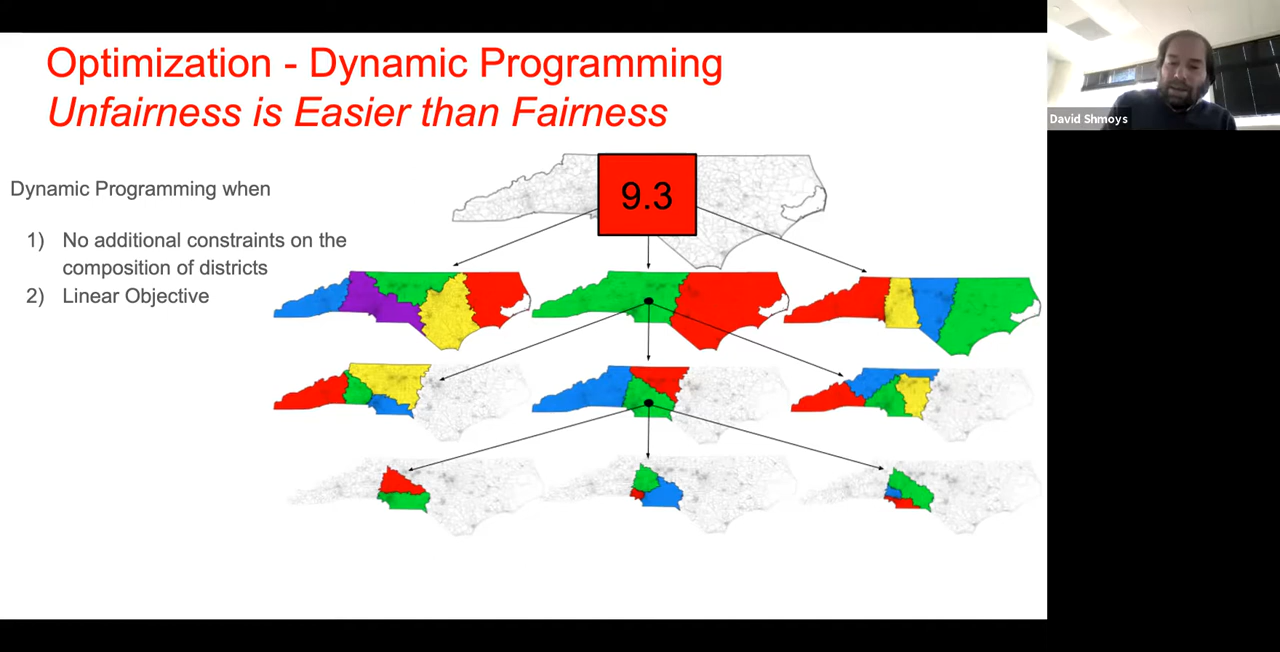 Optimization - Dynamic Programming
Unfairness is Easier than Fairness
David Shmoys
Dynamic Programming when
9.3
1) No additional constraints on the
composition of districts
2) Linear Objective